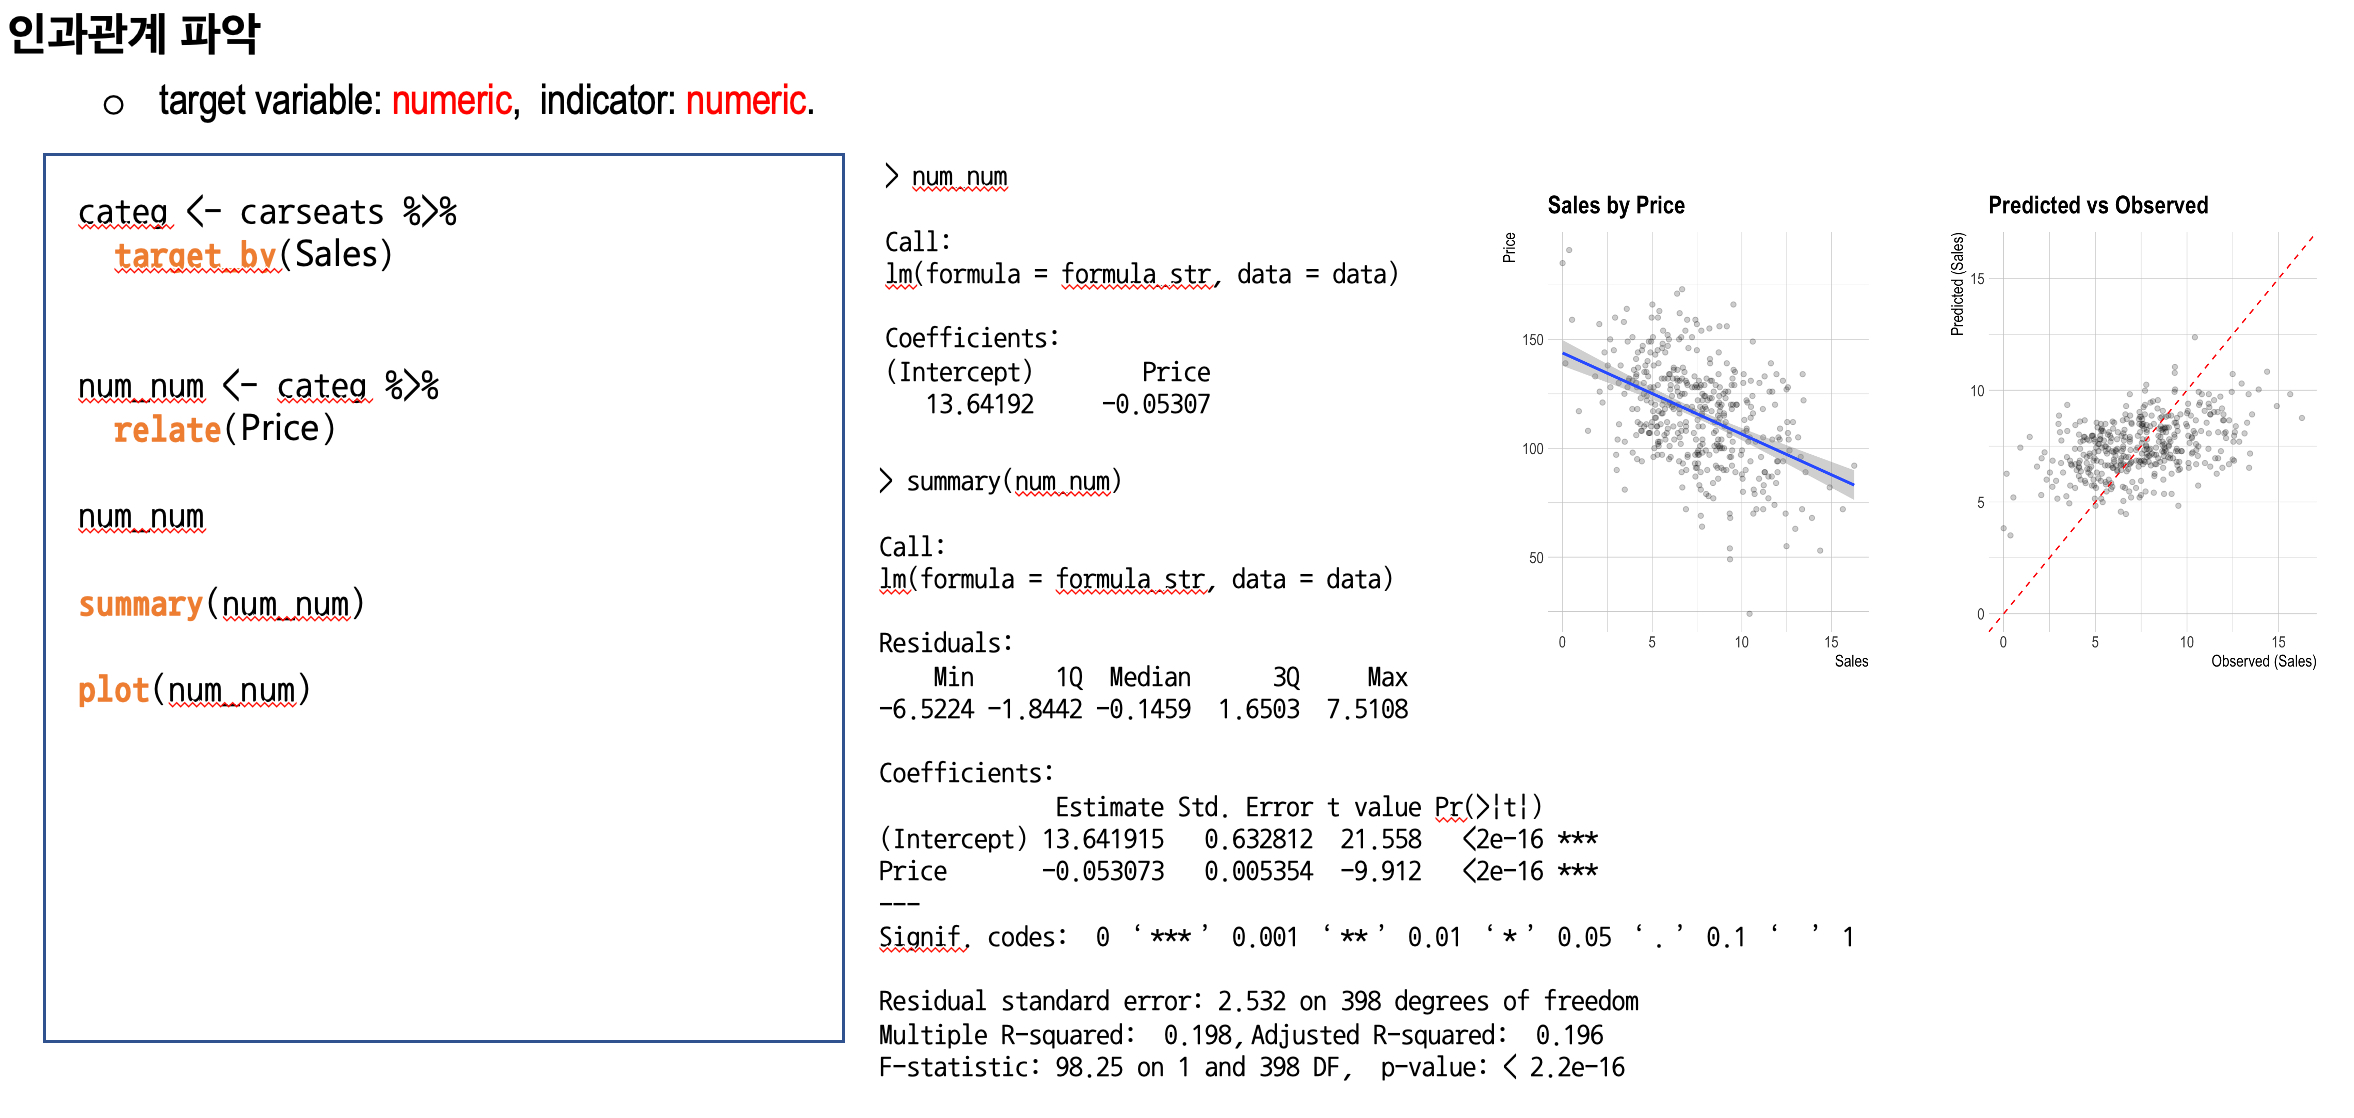 인과관계 파악
○ target variable: numeric, indicator: numeric.
categ <- carseats %>%
target_by(Sales)
num_num <- categ %>%
relate(Price)
num_num
summary(num_num)
plot(num_num)
> num_num
Call:
lm(formula = formula_str, data = data)
Coefficients:
(Intercept) Price
13.64192 -0.05307
> summary(num_num)
Call:
lm(formula = formula_str, data = data)
Residuals:
Min 1Q Median 3Q Max
-6.5224 -1.8442 -0.1459 1.6503 7.5108
Coefficients:
Estimate Std. Error t value Pr(>¦t¦)
(Intercept) 13.641915 0.632812 21.558 <2e-16 ***
Price -0.053073 0.005354 -9.912 <2e-16 ***
---
Signif. codes: 0 ‘***’ 0.001 ‘**’ 0.01 ‘*’ 0.05 ‘.’ 0.1 ‘ ’ 1
Residual standard error: 2.532 on 398 degrees of freedom
Multiple R-squared: 0.198, Adjusted R-squared: 0.196
F-statistic: 98.25 on 1 and 398 DF, p-value: < 2.2e-16
Sales by Price
Price
150
100
50
0 5 10 15
Sales
Predicted vs Observed
Predicted (Sales)
15
10
5
0
0 5 10 15
Observed (Sales)